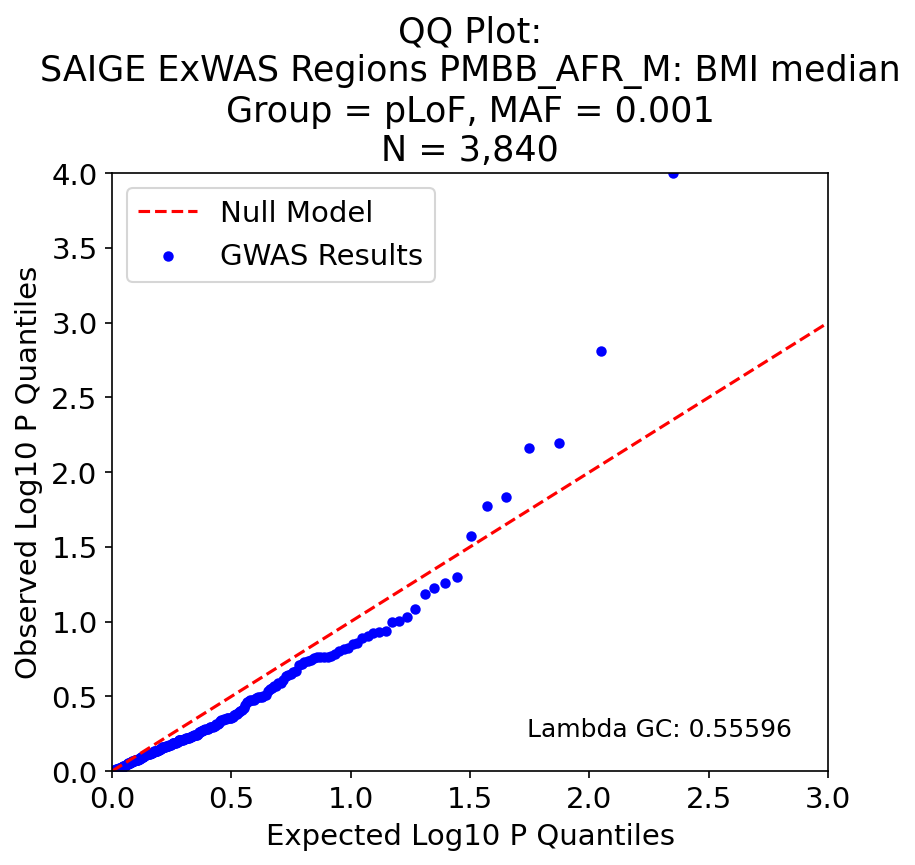 QQ Plot:
SAIGE ExWAS Regions PMBB_AFR_M: BMI median
Group = pLoF, MAF = 0.001
N = 3,840
4.0
3.5
3.0
2.5
2.0
1.5
1.0
0.5
0.0
Observed Log10 P Quantiles
Null Model
GWAS Results
Lambda GC: 0.55596
0.0 0.5 1.0 1.5 2.0 2.5 3.0
Expected Log10 P Quantiles